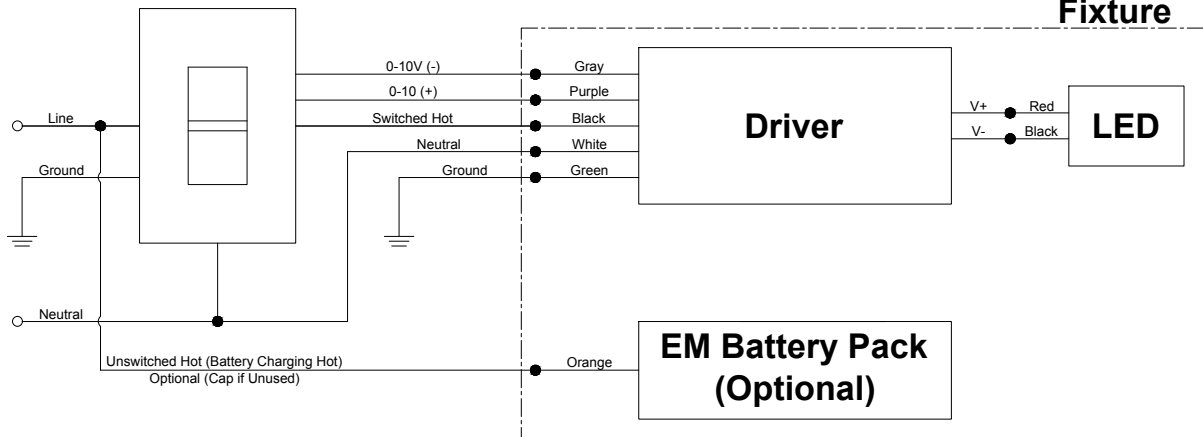 Fixture
0-10V (-)
Gray
0-10 (+)
Purple
Line
Switched Hot
Black
Neutral
White
Ground
Ground
Green
Driver
V+
Red
V-
Black
LED
Neutral
Unswitched Hot (Battery Charging Hot)
Optional (Cap if Unused)
Orange
EM Battery Pack
(Optional)